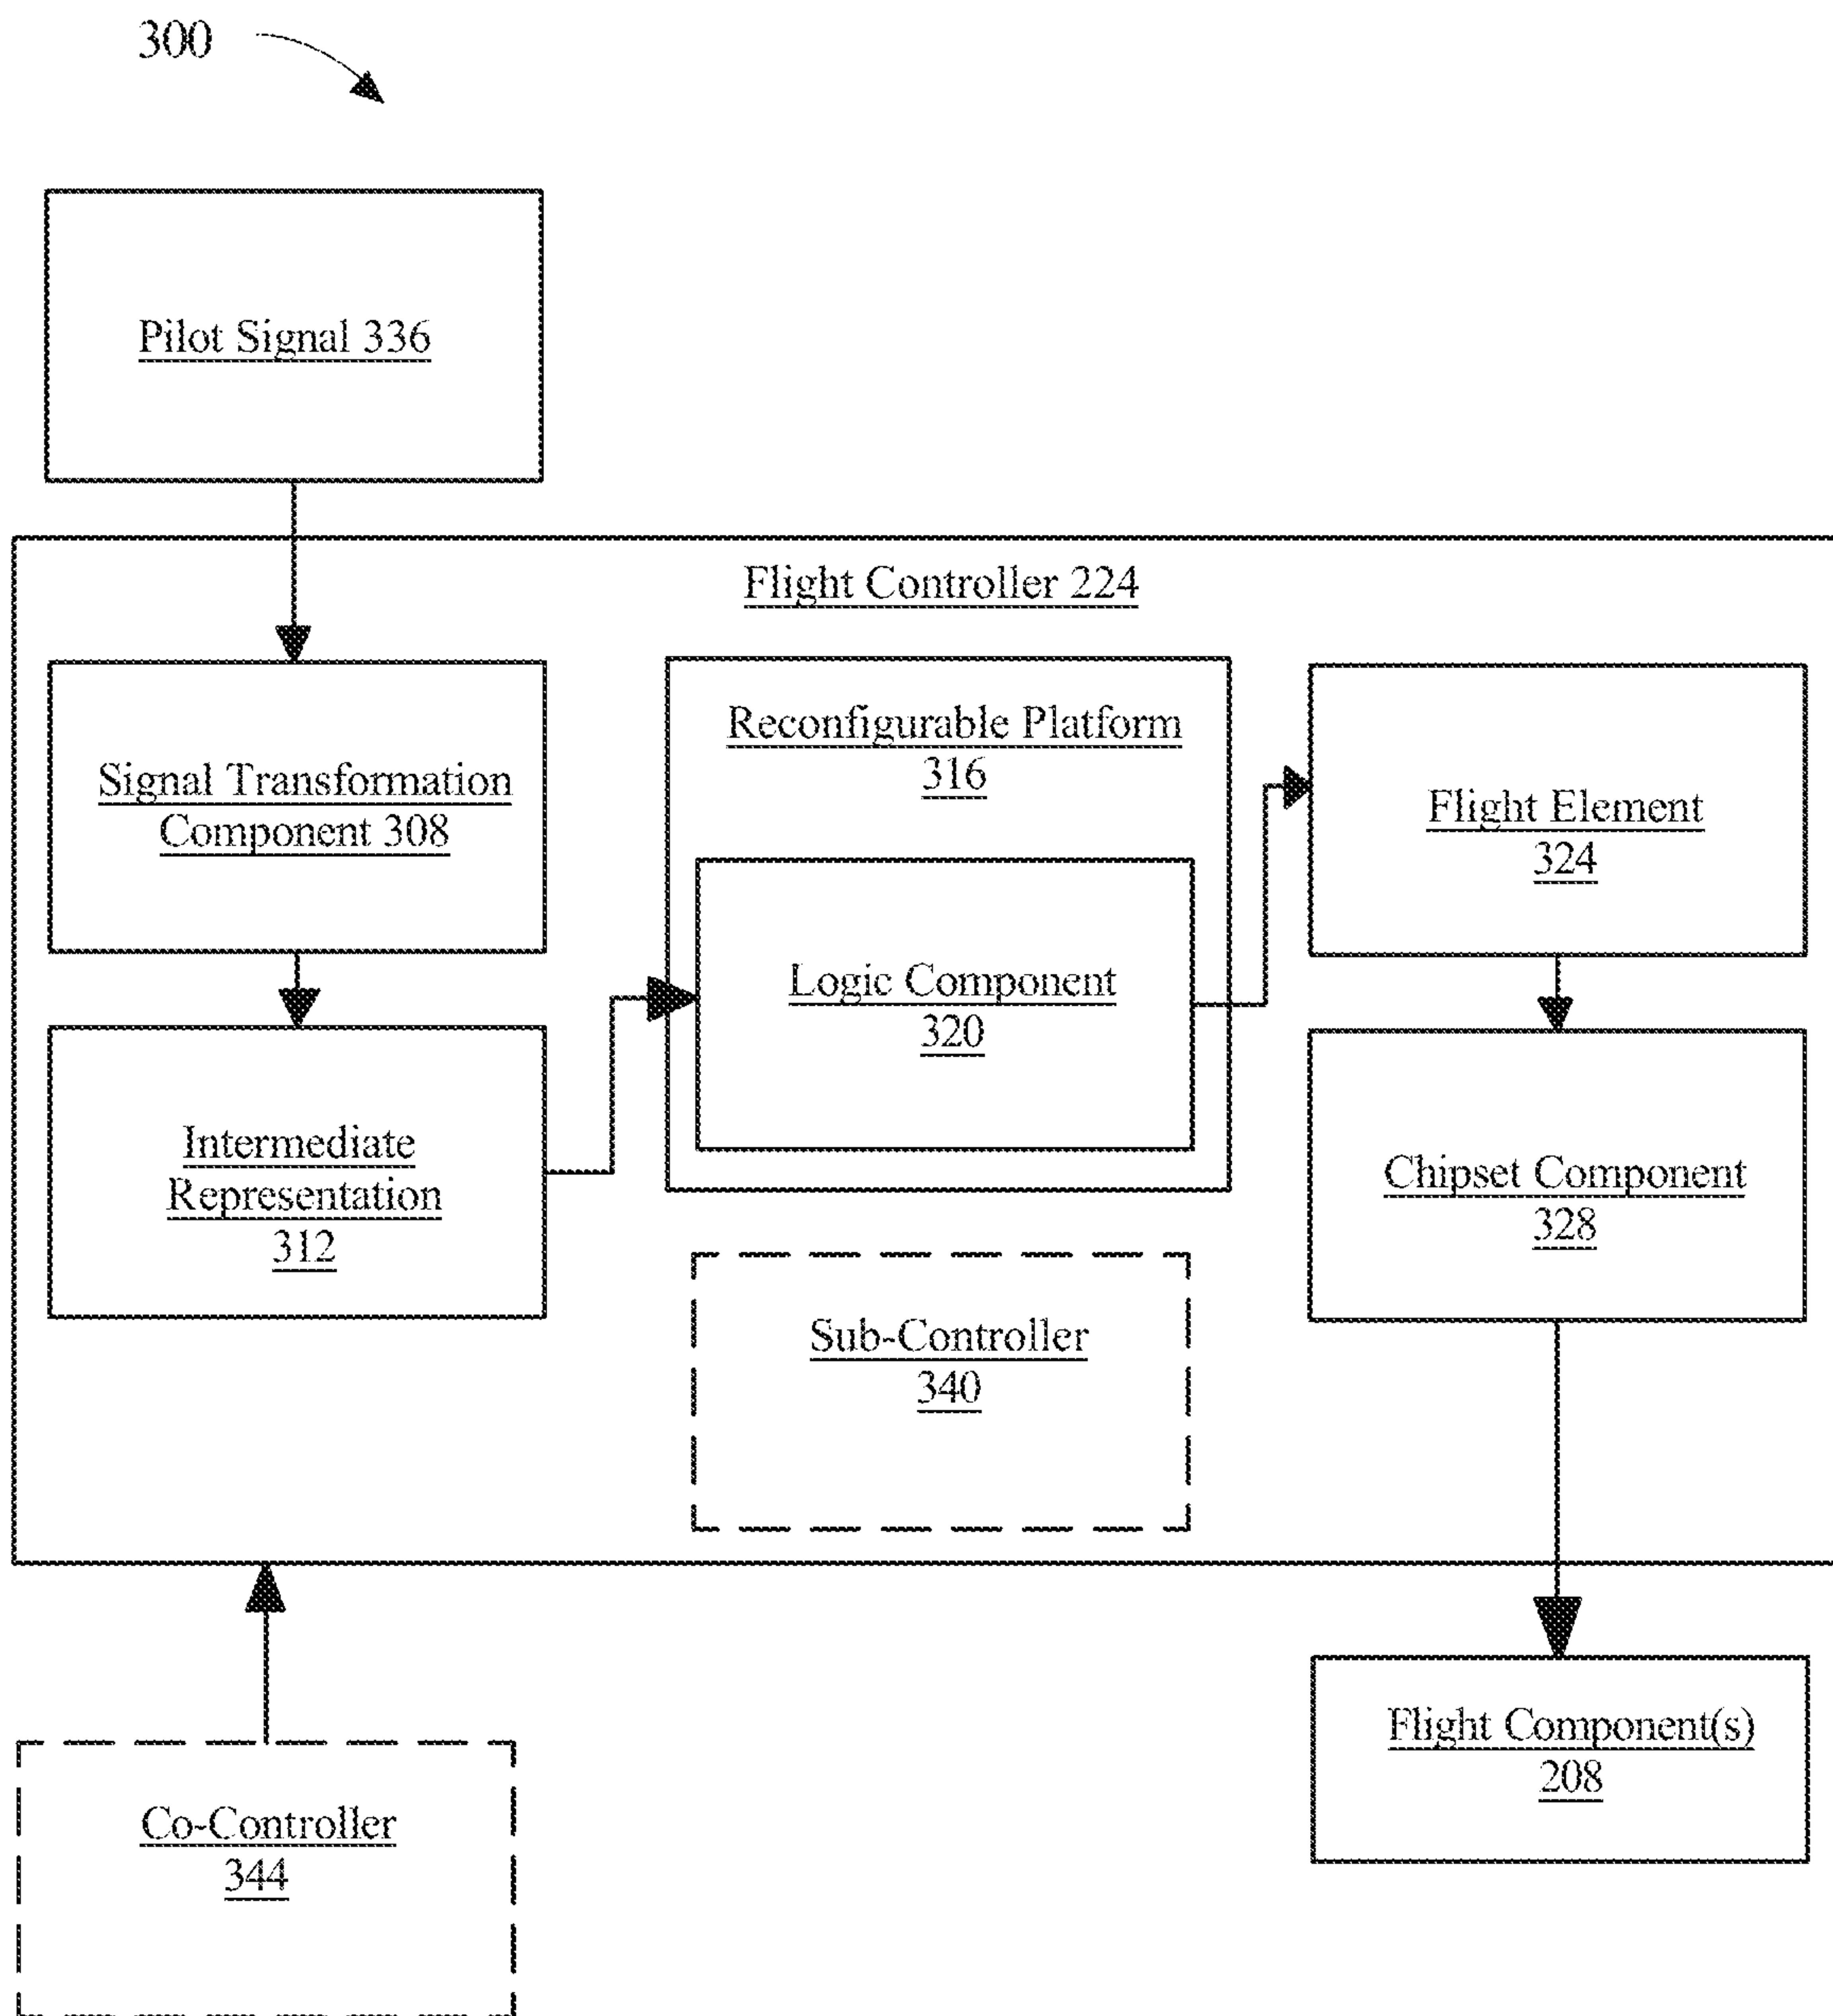 300
Pilot Signal 336
Flight Controller 224
Signal Transformation
Component 308
Reconfigurable Platform
316
Flight Element
324
Logic Component
320
Intermediate
Representation
312
Chipset Component
328
Sub-Controller
340
Flight Component(s)
208
Co-Controller
344